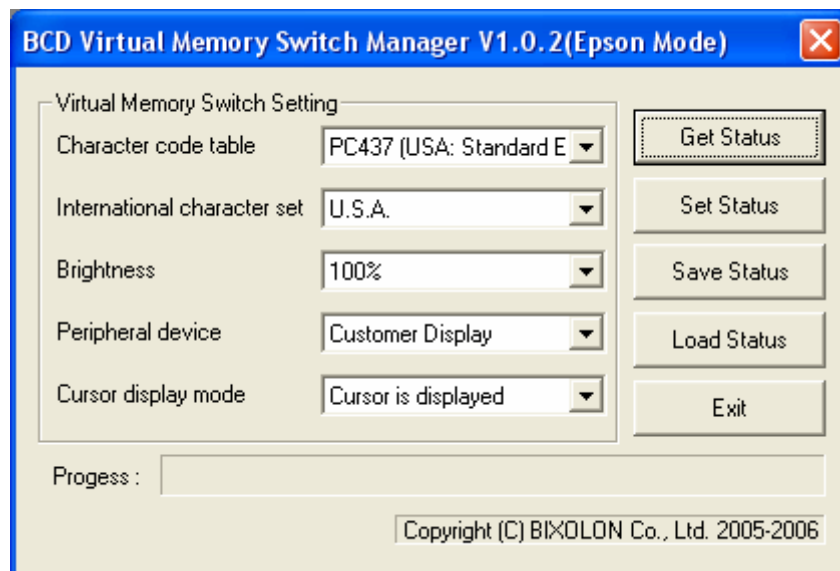 BCD Virtual Memory Switch Manager V1.0.2(Epson Mode)
Virtual Memory Switch Setting
Character code table
PC437 (USA: Standard E
Get Status
International character set
U.S.A.
Set Status
Brightness
100%
Save Status
Peripheral device
Customer Display
Load Status
Cursor display mode
Cursor is displayed
Exit
Progess :
Copyright (C) BIXOLON Co., Ltd. 2005-2006